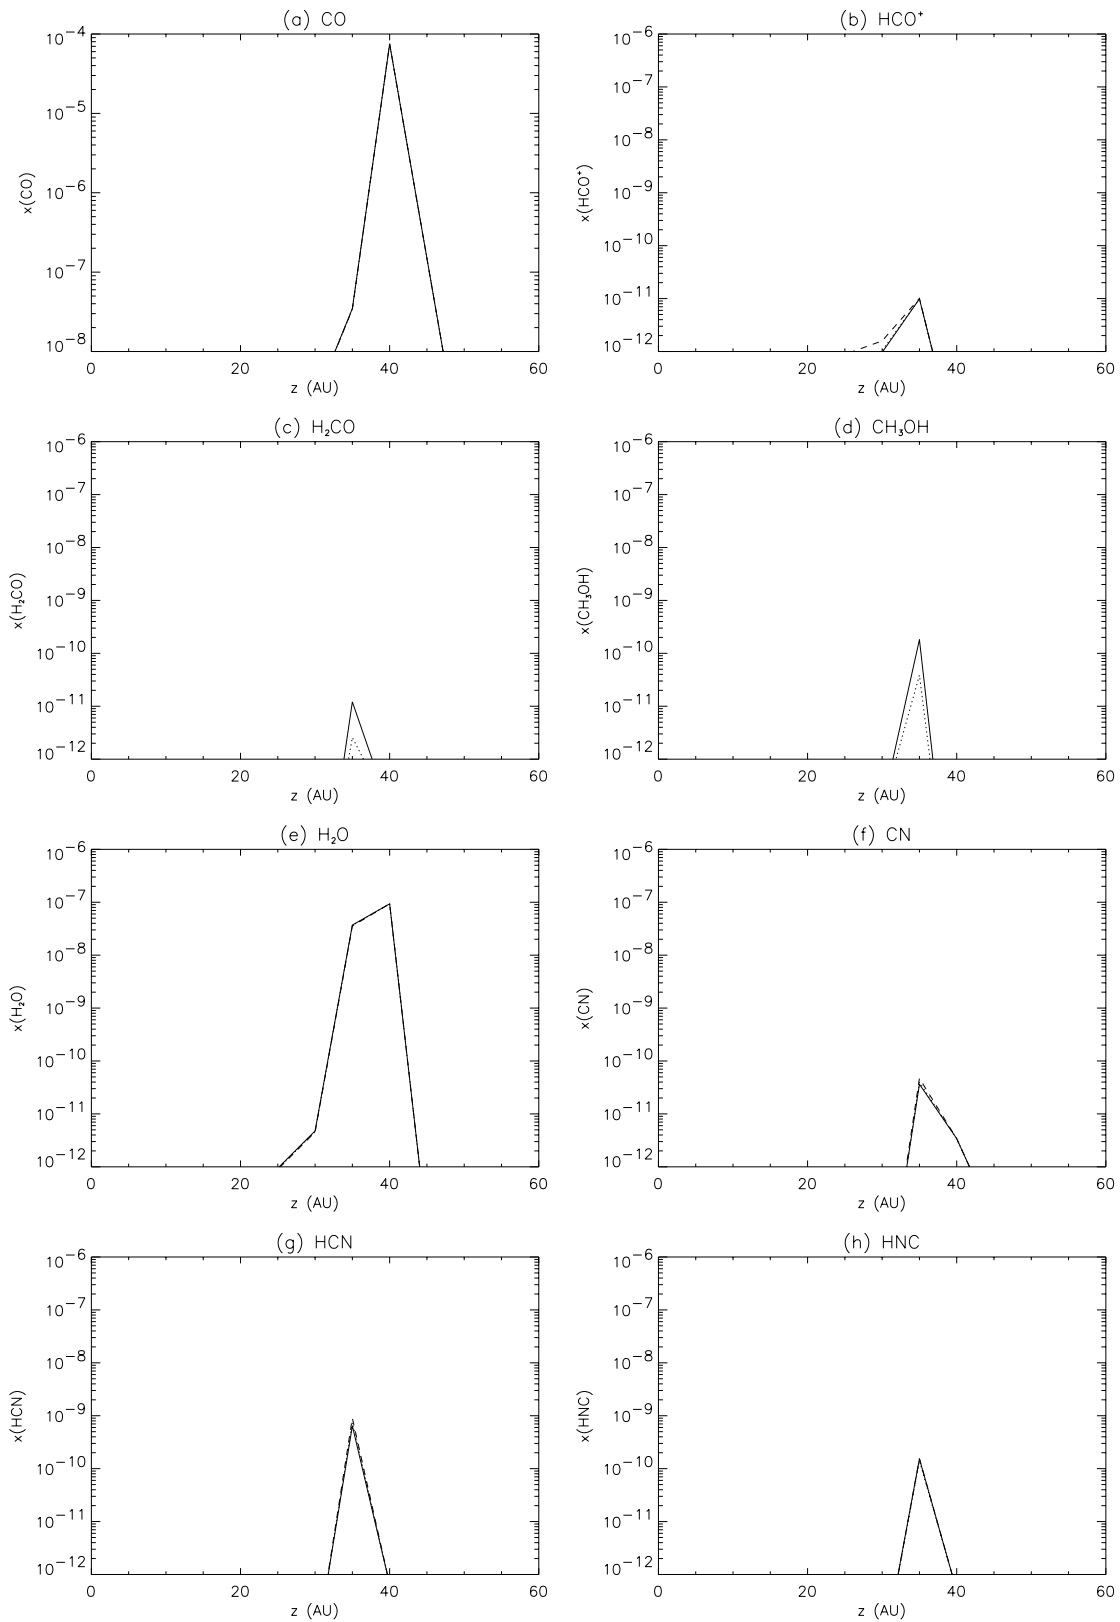 (a) CO
(b) HCO⁺
10⁻⁴
10⁻⁵
10⁻⁶
10⁻⁷
10⁻⁸
x(CO)
0 20 40 60
z (AU)
10⁻⁶
10⁻⁷
10⁻⁸
10⁻⁹
10⁻¹⁰
10⁻¹¹
10⁻¹²
x(HCO⁺)
0 20 40 60
z (AU)
(c) H₂CO
(d) CH₃OH
10⁻⁶
10⁻⁷
10⁻⁸
10⁻⁹
10⁻¹⁰
10⁻¹¹
10⁻¹²
x(H₂CO)
0 20 40 60
z (AU)
10⁻⁶
10⁻⁷
10⁻⁸
10⁻⁹
10⁻¹⁰
10⁻¹¹
10⁻¹²
x(CH₃OH)
0 20 40 60
z (AU)
(e) H₂O
(f) CN
10⁻⁶
10⁻⁷
10⁻⁸
10⁻⁹
10⁻¹⁰
10⁻¹¹
10⁻¹²
x(H₂O)
0 20 40 60
z (AU)
10⁻⁶
10⁻⁷
10⁻⁸
10⁻⁹
10⁻¹⁰
10⁻¹¹
10⁻¹²
x(CN)
0 20 40 60
z (AU)
(g) HCN
(h) HNC
10⁻⁶
10⁻⁷
10⁻⁸
10⁻⁹
10⁻¹⁰
10⁻¹¹
10⁻¹²
x(HCN)
0 20 40 60
z (AU)
10⁻⁶
10⁻⁷
10⁻⁸
10⁻⁹
10⁻¹⁰
10⁻¹¹
10⁻¹²
x(HNC)
0 20 40 60
z (AU)